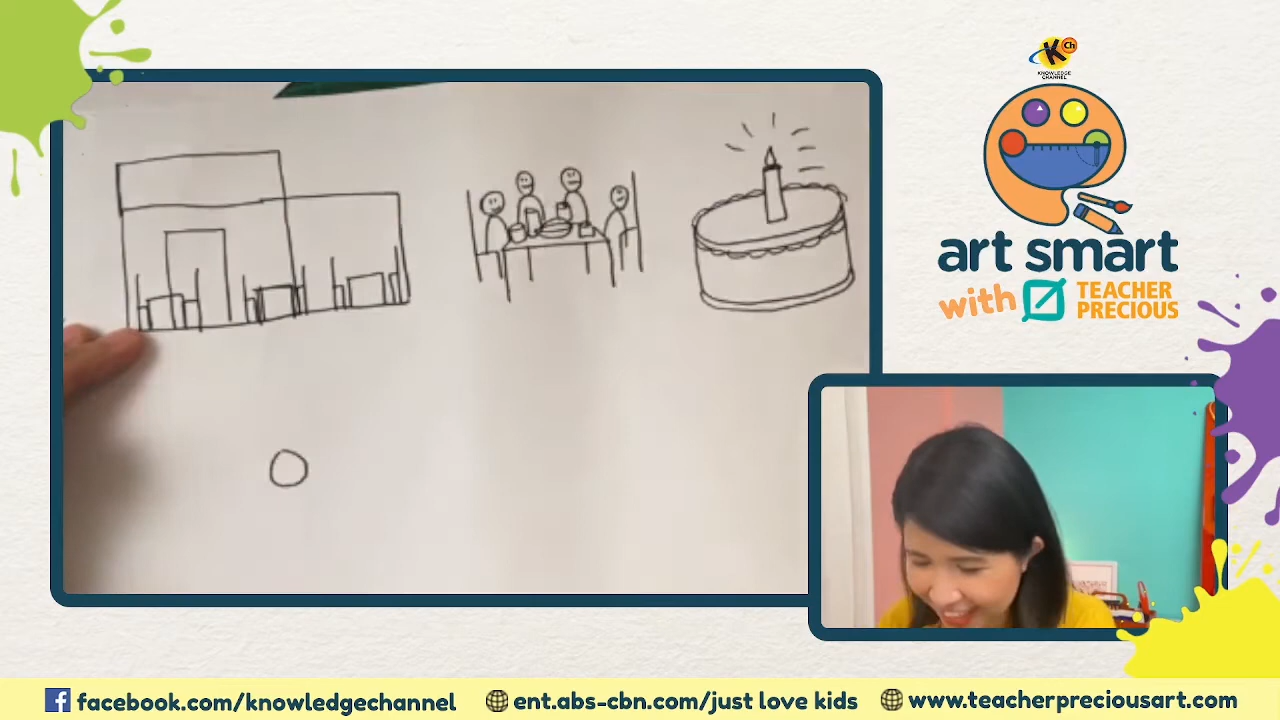 K Ch
KNOWLEDGE
CHANNEL
art smart
with TEACHER
PRECIOUS
facebook.com/knowledgechannel
ent.abs-cbn.com/just love kids
www.teacherpreciousart.com